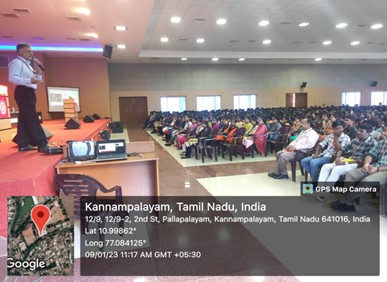 GPS Map Camera
Kannampalayam, Tamil Nadu, India
12/9, 12/9-2, 2nd St, Pallapalayam, Kannampalayam, Tamil Nadu 641016, India
Lat 10.99862°
Long 77.084125°
09/01/23 11:17 AM GMT +05:30
Google